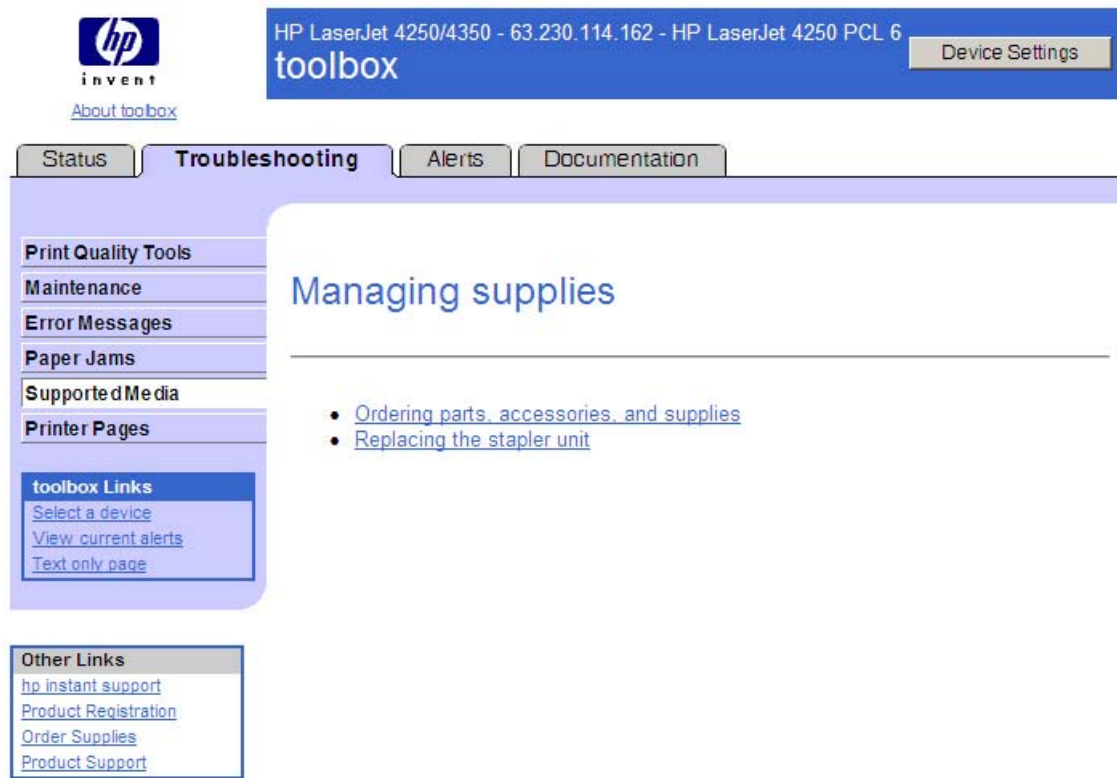 hp
invent
About toolbox
HP LaserJet 4250/4350 - 63.230.114.162 - HP LaserJet 4250 PCL 6
toolbox
Device Settings
Status
Troubleshooting
Alerts
Documentation
Print Quality Tools
Maintenance
Error Messages
Paper Jams
Supported Media
Printer Pages
toolbox Links
Select a device
View current alerts
Text only page
Other Links
hp instant support
Product Registration
Order Supplies
Product Support
Managing supplies
• Ordering parts, accessories, and supplies
• Replacing the stapler unit